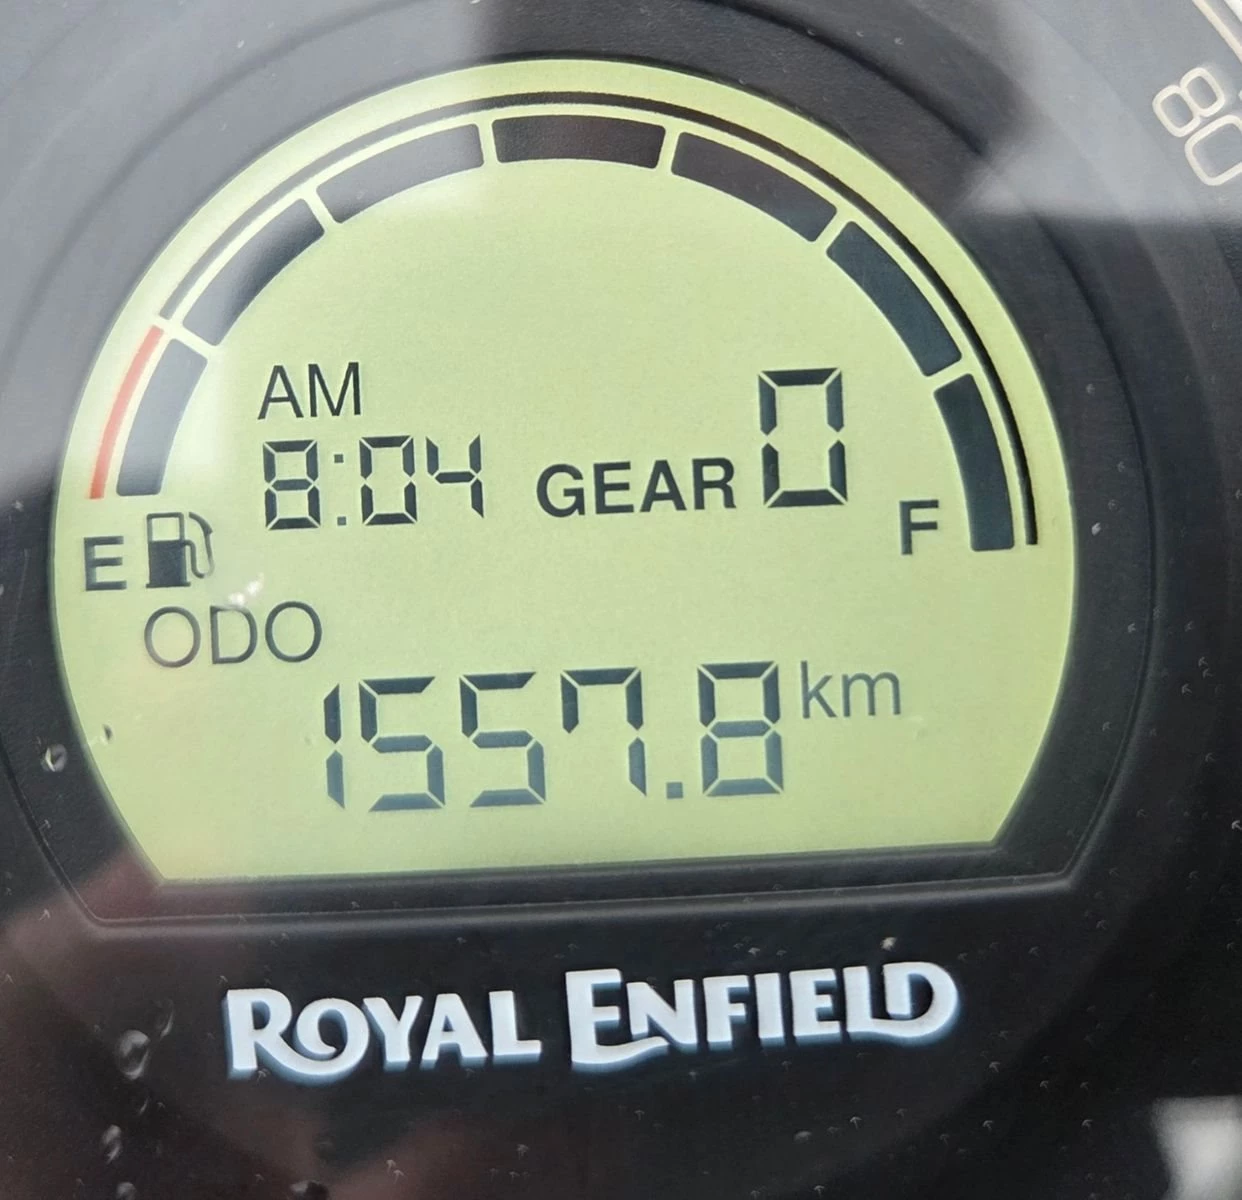 80
AM
8:04 GEAR 0
E F
ODO
1557.8 km
ROYAL ENFIELD